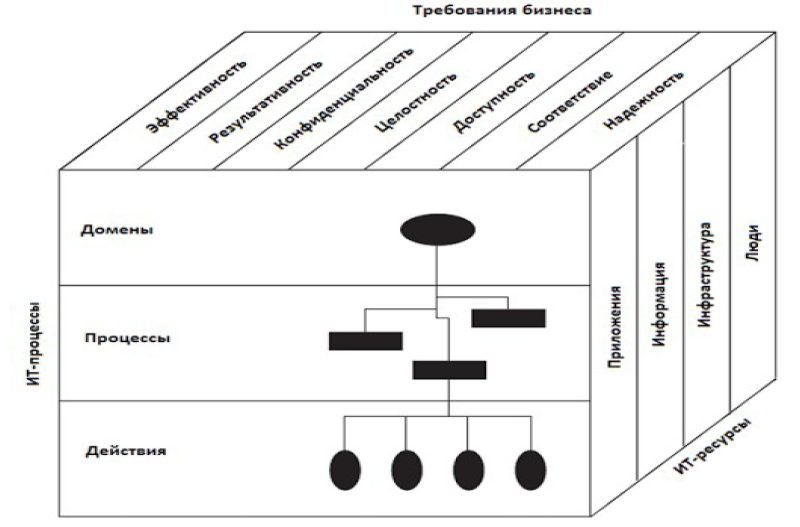 Требования бизнеса
Эффективность
Результативность
Конфиденциальность
Целостность
Доступность
Соответствие
Надежность
Домены
Процессы
Действия
ИТ-процессы
Приложения
Информация
Инфраструктура
Люди
ИТ-ресурсы